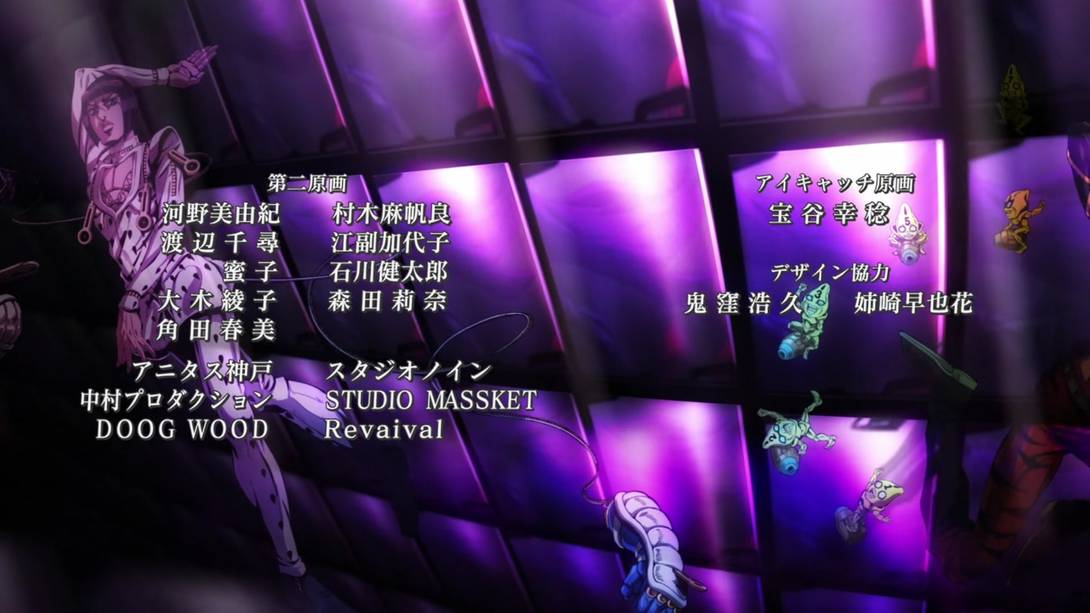 第二原画
河野美由紀 村木麻帆良
渡辺千尋 江副加代子
蜜子 石川健太郎
大木綾子 森田莉奈
角田春美
アニタス神戸 スタジオノイン
中村プロダクション STUDIO MASSKET
DOOG WOOD Revaival
アイキャッチ原画
宝谷幸稔
デザイン協力
鬼窪浩久 姉崎早也花